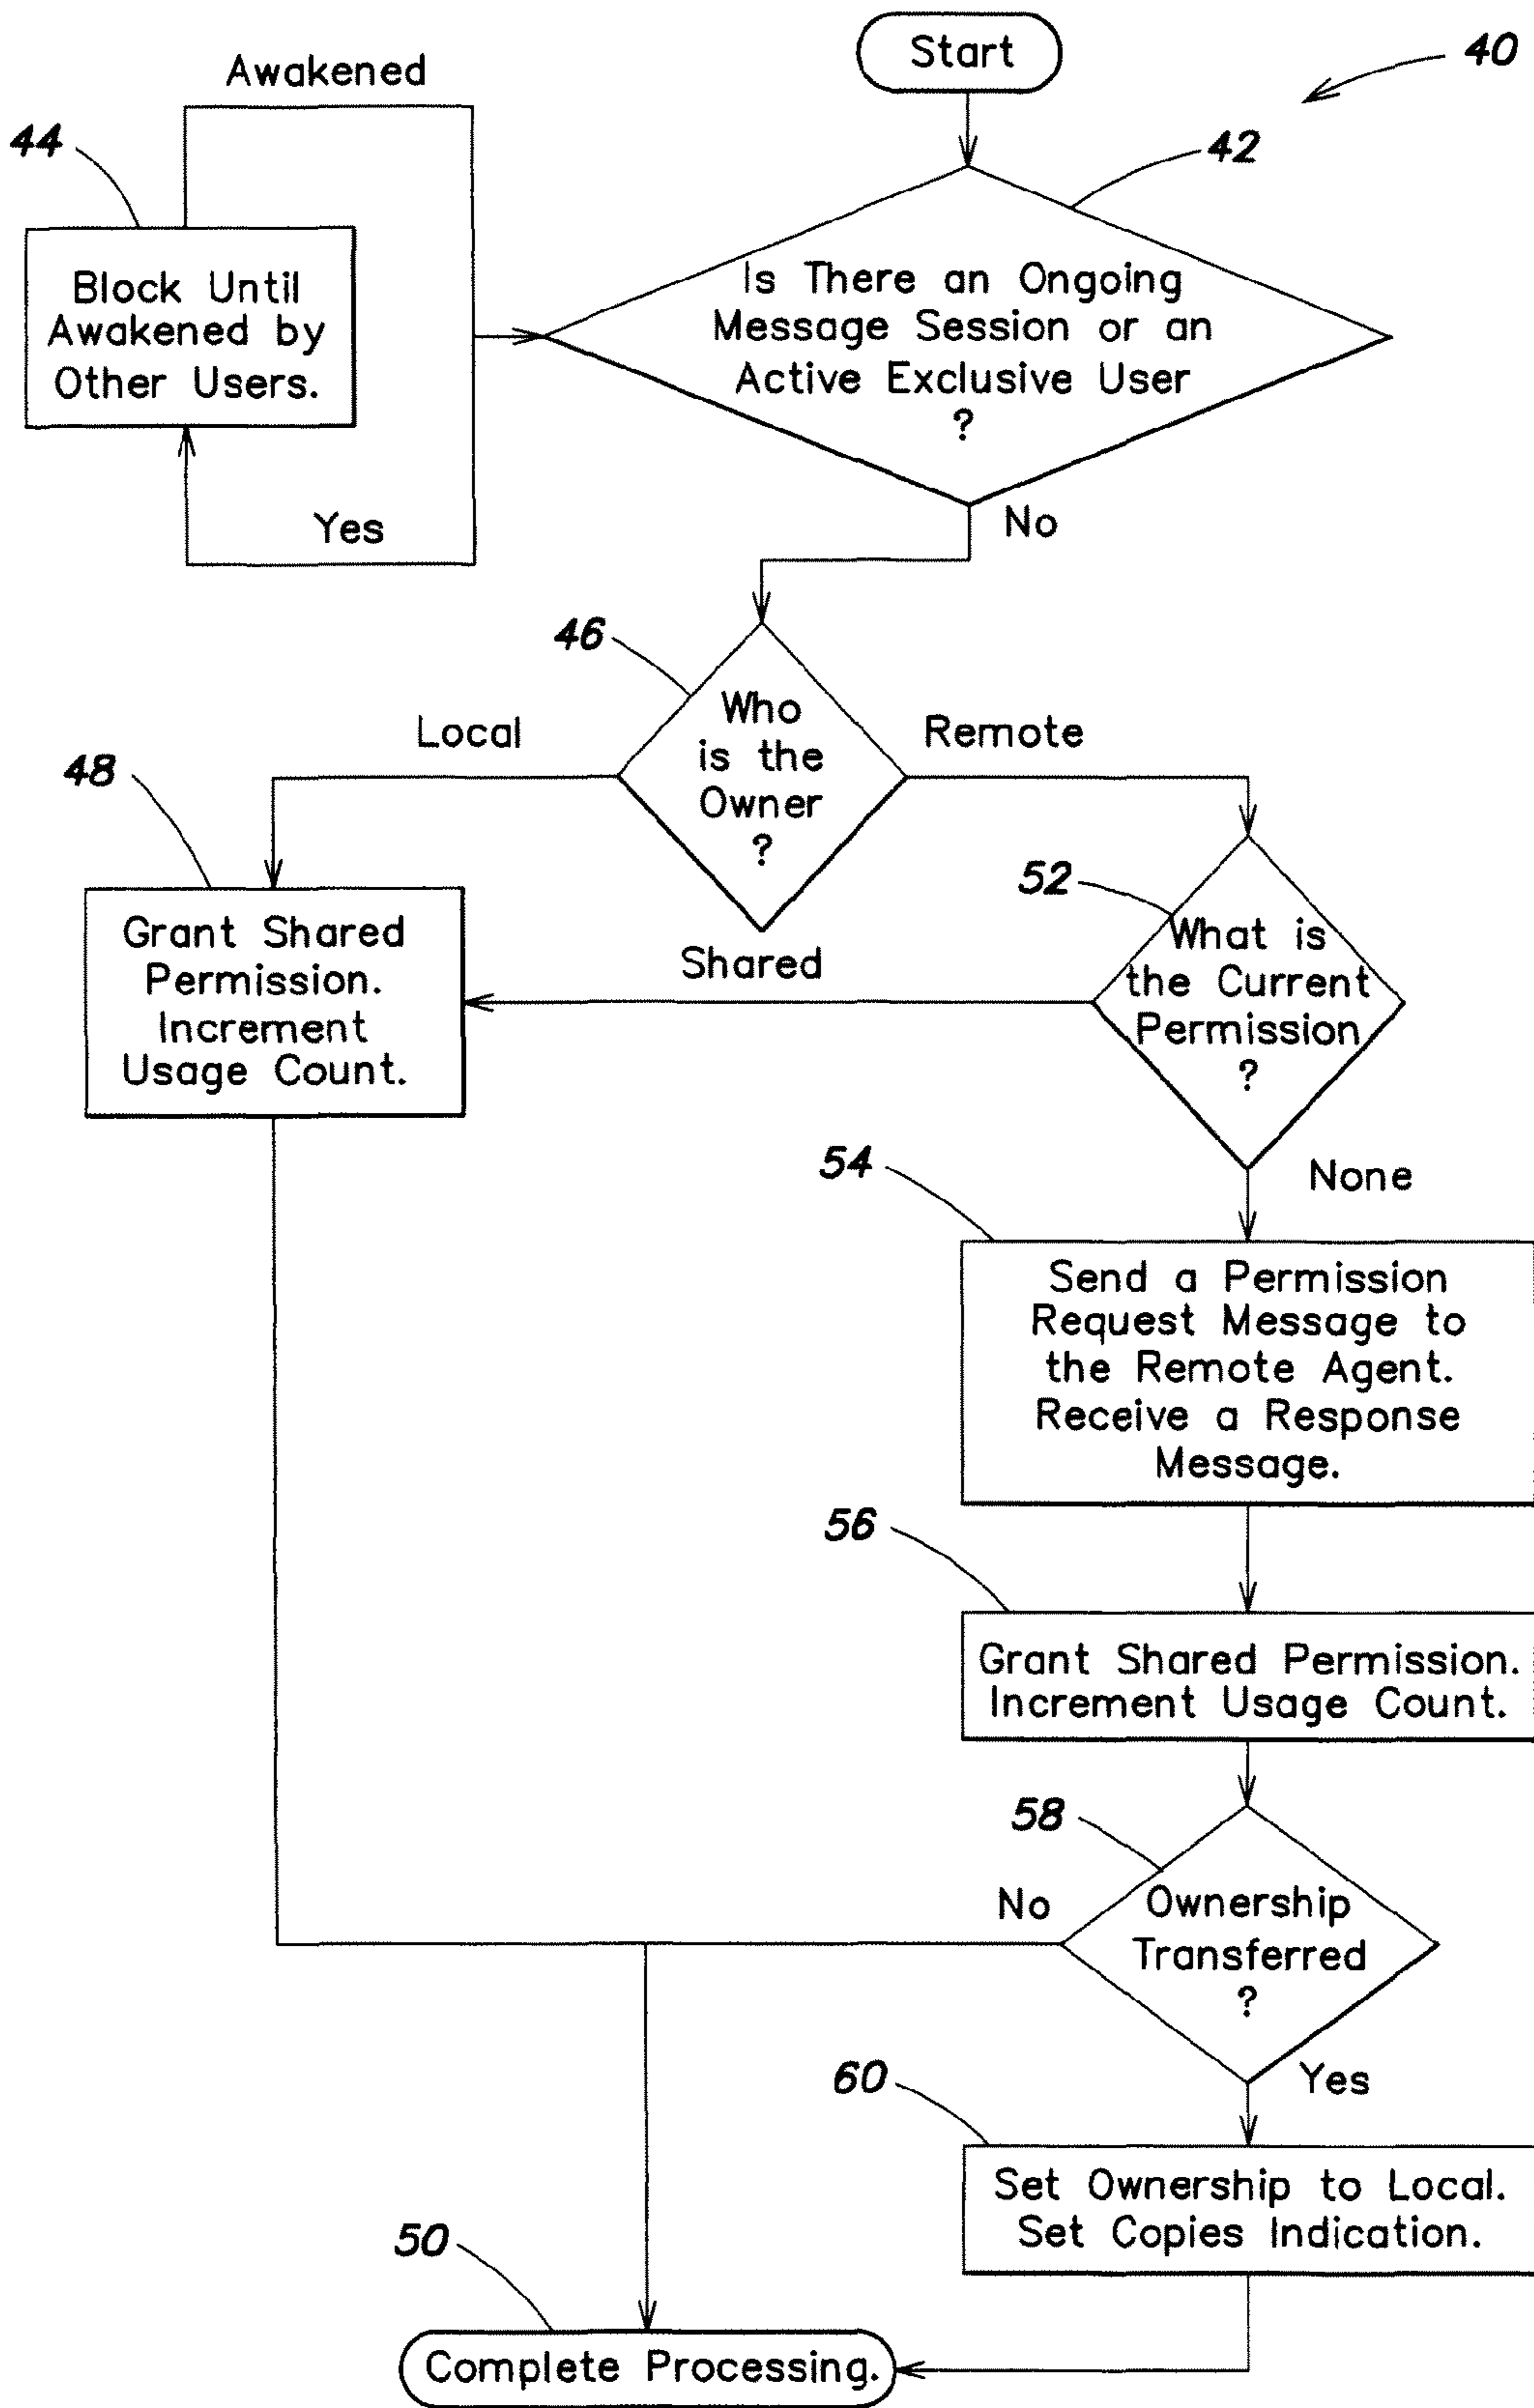 Start
40
Awakened
44
42
Block Until
Awakened by
Other Users.
Is There an Ongoing
Message Session or an
Active Exclusive User
?
Yes
No
46
Who
is the
Owner
?
Local
Remote
48
52
Grant Shared
Permission.
Increment
Usage Count.
Shared
What is
the Current
Permission
?
54
None
Send a Permission
Request Message to
the Remote Agent.
Receive a Response
Message.
56
Grant Shared Permission.
Increment Usage Count.
58
No
Ownership
Transferred
?
60
Yes
Set Ownership to Local.
Set Copies Indication.
50
Complete Processing.